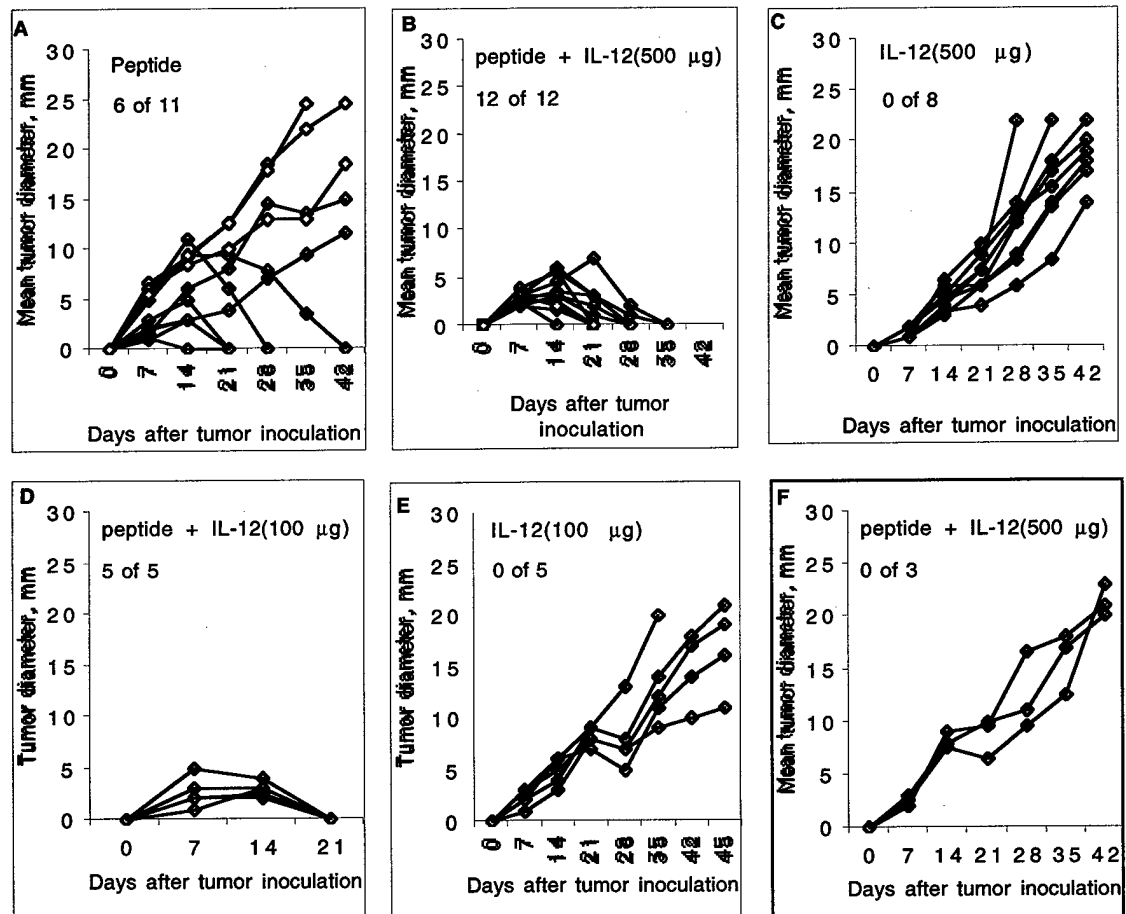 A
Peptide
6 of 11
Mean tumor diameter, mm
30
25
20
15
10
5
0
0 7 14 21 28 35 42
Days after tumor inoculation
B
peptide + IL-12(500 µg)
12 of 12
Mean tumor diameter, mm
30
25
20
15
10
5
0
0 7 14 21 28 35 42
Days after tumor
inoculation
C
IL-12(500 µg)
0 of 8
Mean tumor diameter, mm
30
25
20
15
10
5
0
0 7 14 21 28 35 42
Days after tumor inoculation
D
peptide + IL-12(100 µg)
5 of 5
Tumor diameter, mm
30
25
20
15
10
5
0
0 7 14 21
Days after tumor inoculation
E
IL-12(100 µg)
0 of 5
Tumor diameter, mm
30
25
20
15
10
5
0
0 7 14 21 28 35 42 45
Days after tumor inoculation
F
peptide + IL-12(500 µg)
0 of 3
Mean tumor diameter, mm
30
25
20
15
10
5
0
0 7 14 21 28 35 42
Days after tumor inoculation